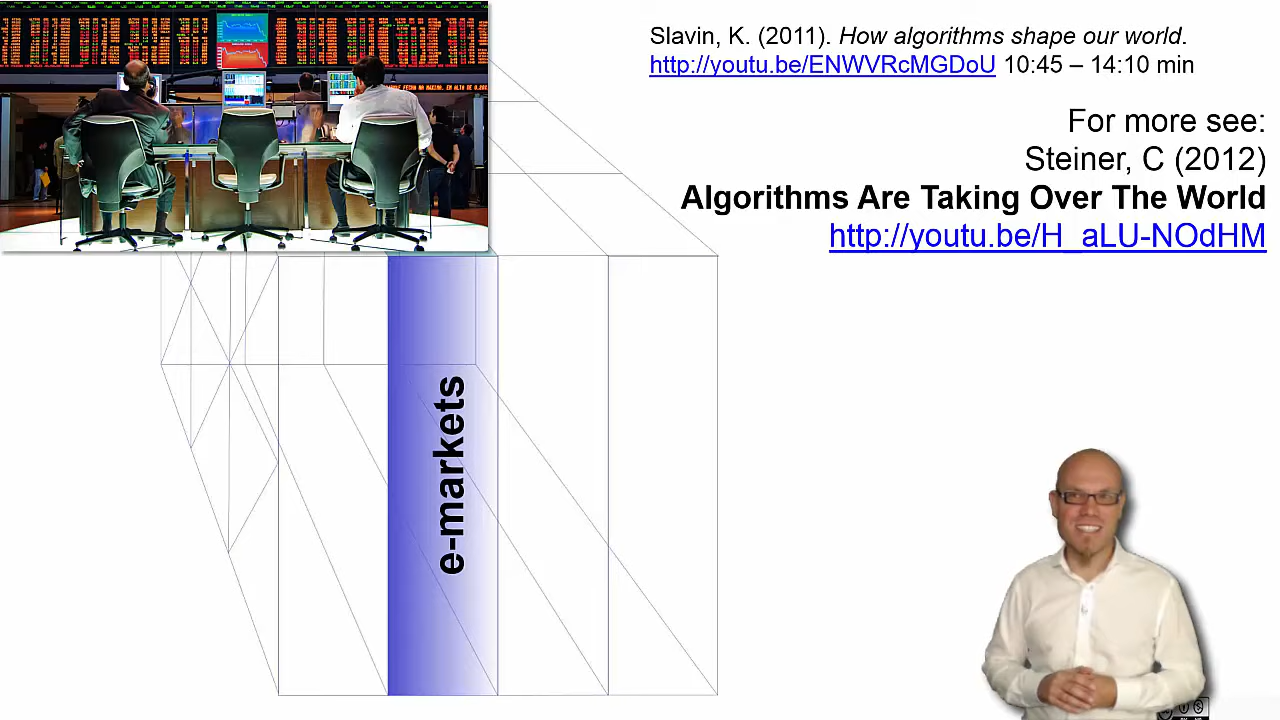 Slavin, K. (2011). How algorithms shape our world.
http://youtu.be/ENWVRcMGDoU 10:45 – 14:10 min
For more see:
Steiner, C (2012)
Algorithms Are Taking Over The World
http://youtu.be/H_aLU-NOdHM
e-markets